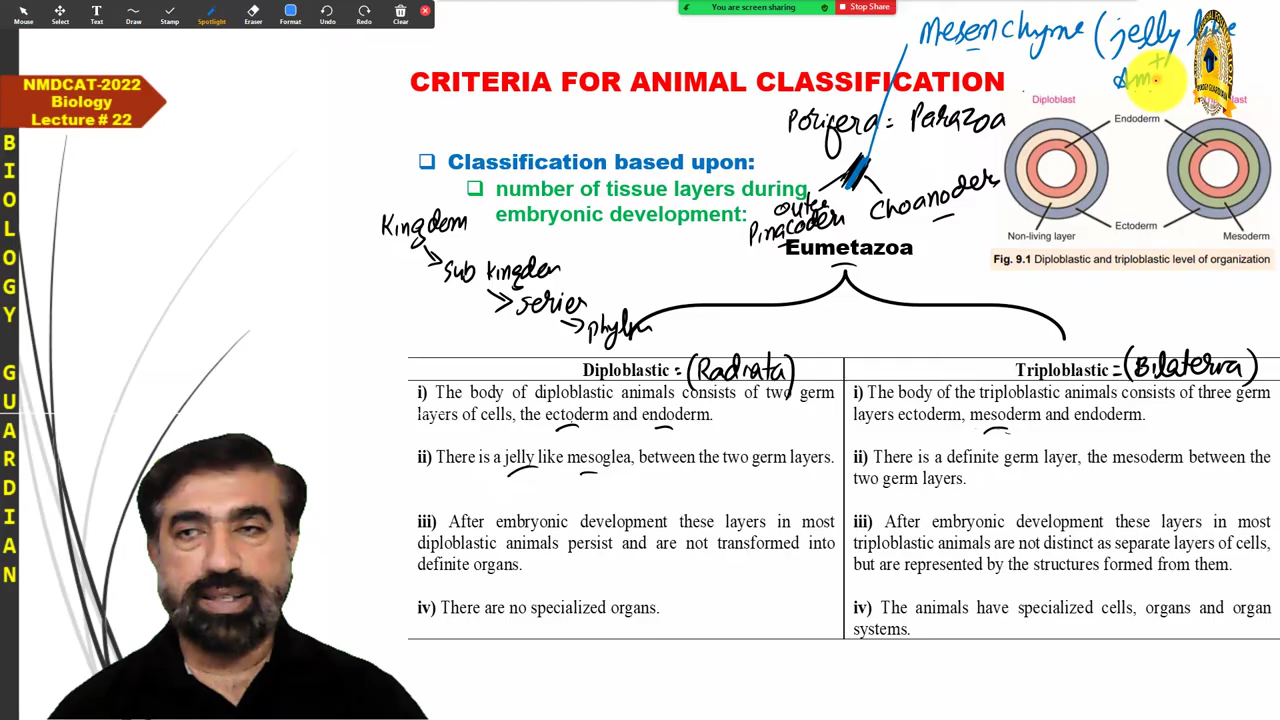 Mouse Select Text Draw Stamp Spotlight Eraser Format Undo Redo Clear
You are screen sharing Stop Share
mesenchyme (jelly like
NMDCAT-2022
Biology
Lecture # 22
BIOLOGY GUARDIAN
CRITERIA FOR ANIMAL CLASSIFICATION
Porifera = Parazoa
Classification based upon:
number of tissue layers during
embryonic development:
outer
Pinacoderm
Choanoder
Kingdom
Sub kingdom
series
phylum
Diploblast
Endoderm
Ectoderm
Non-living layer
Mesoderm
Fig. 9.1 Diploblastic and triploblastic level of organization
Eumetazoa
Diploblastic = (Radiata)
i) The body of diploblastic animals consists of two germ
layers of cells, the ectoderm and endoderm.
ii) There is a jelly like mesoglea, between the two germ layers.
iii) After embryonic development these layers in most
diploblastic animals persist and are not transformed into
definite organs.
iv) There are no specialized organs.
Triploblastic = (Bilaterra)
i) The body of the triploblastic animals consists of three germ
layers ectoderm, mesoderm and endoderm.
ii) There is a definite germ layer, the mesoderm between the
two germ layers.
iii) After embryonic development these layers in most
triploblastic animals are not distinct as separate layers of cells,
but are represented by the structures formed from them.
iv) The animals have specialized cells, organs and organ
systems.